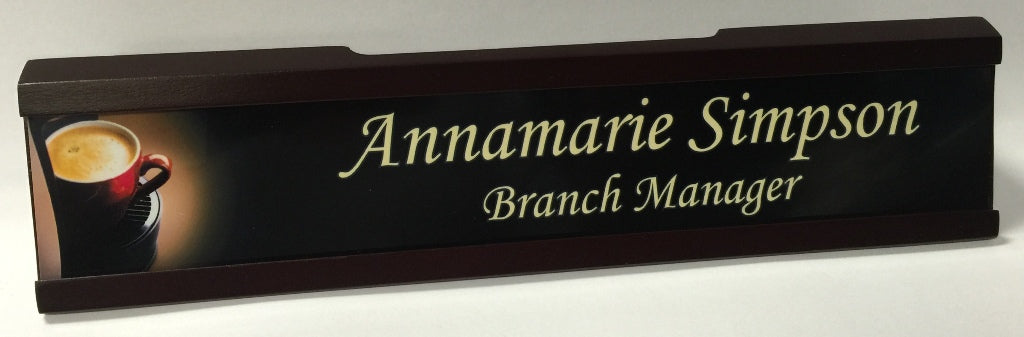 Annamarie Simpson
Branch Manager